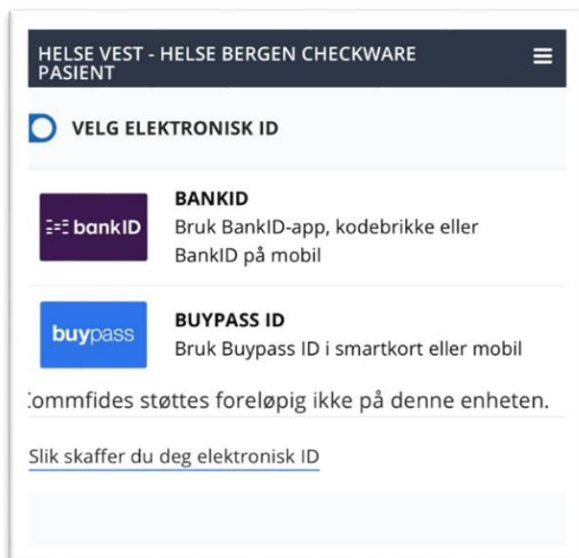 HELSE VEST - HELSE BERGEN CHECKWARE
PASIENT
VELG ELEKTRONISK ID
bankID
BANKID
Bruk BankID-app, kodebrikke eller
BankID på mobil
buypass
BUYPASS ID
Bruk Buypass ID i smartkort eller mobil
Commfides støttes foreløpig ikke på denne enheten.
Slik skaffer du deg elektronisk ID